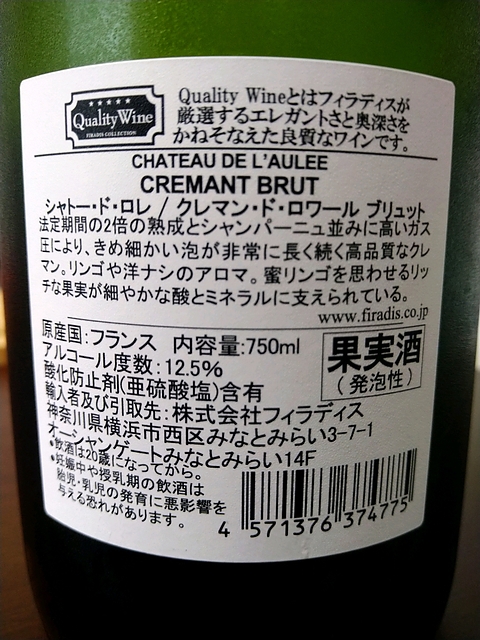 ★★★★★
Quality Wine
FIRADIS COLLECTION
Quality Wineとはフィラディスが
厳選するエレガントさと奥深さを
かねそなえた良質なワインです。
CHATEAU DE L'AULEE
CREMANT BRUT
シャトー・ド・ロレ / クレマン・ド・ロワール ブリュット
法定期間の2倍の熟成とシャンパーニュ並みに高いガス
圧により、きめ細かい泡が非常に長く続く高品質なクレ
マン。リンゴや洋ナシのアロマ。蜜リンゴを思わせるリッ
チな果実が細やかな酸とミネラルに支えられている。
www.firadis.co.jp
原産国:フランス 内容量:750ml
アルコール度数:12.5%
酸化防止剤(亜硫酸塩)含有
果実酒
(発泡性)
輸入者及び引取先:株式会社フィラディス
神奈川県横浜市西区みなとみらい3-7-1
オーシャンゲートみなとみらい14F
•飲酒は20歳になってから。
•妊娠中や授乳期の飲酒は
胎児・乳児の発育に悪影響を
与える恐れがあります。
4 571376 374775